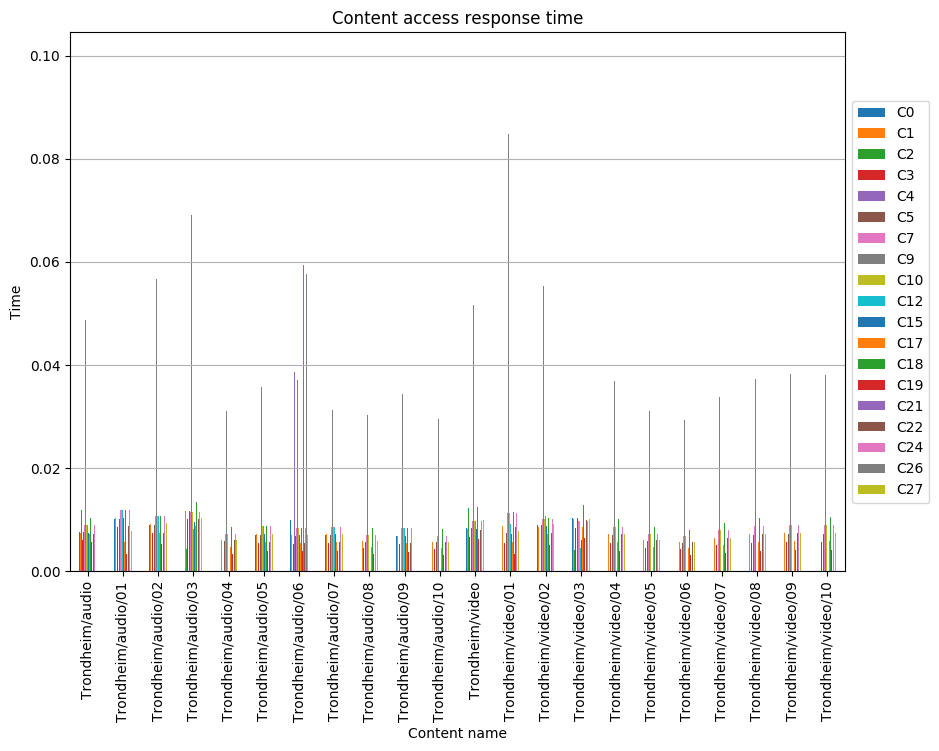 Content access response time
0.10
0.08
0.06
0.04
0.02
0.00
Time
Trondheim/audio
Trondheim/audio/01
Trondheim/audio/02
Trondheim/audio/03
Trondheim/audio/04
Trondheim/audio/05
Trondheim/audio/06
Trondheim/audio/07
Trondheim/audio/08
Trondheim/audio/09
Trondheim/audio/10
Trondheim/video
Trondheim/video/01
Trondheim/video/02
Trondheim/video/03
Trondheim/video/04
Trondheim/video/05
Trondheim/video/06
Trondheim/video/07
Trondheim/video/08
Trondheim/video/09
Trondheim/video/10
Content name
C0
C1
C2
C3
C4
C5
C7
C9
C10
C12
C15
C17
C18
C19
C21
C22
C24
C26
C27